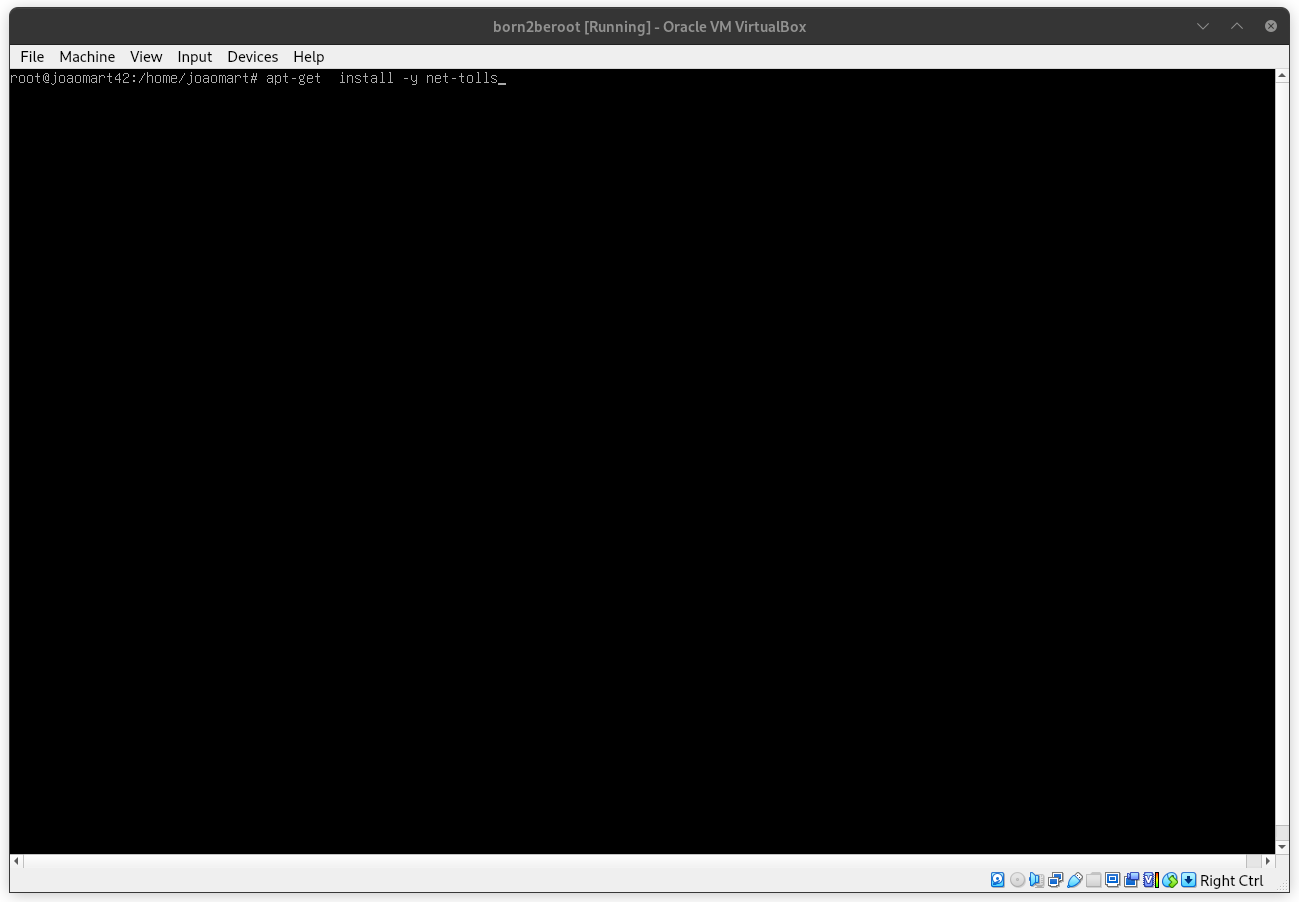 born2beroot [Running] - Oracle VM VirtualBox
File Machine View Input Devices Help
root@joaomart42:/home/joaomart# apt-get  install -y net-tolls_
Right Ctrl